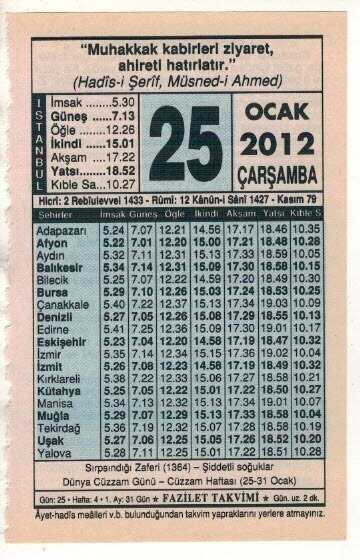 "Muhakkak kabirleri ziyaret,
ahireti hatırlatır."
(Hadîs-i Şerîf, Müsned-i Ahmed)
İSTANBUL
İmsak ........5.30
Güneş ......7.13
Öğle ........12.26
İkindi .......15.01
Akşam ....17.22
Yatsı........18.52
Kıble Sa...10.27
25
OCAK
2012
ÇARŞAMBA
Hicrî: 2 Rebîulevvel 1433 - Rûmî: 12 Kânûn-i Sânî 1427 - Kasım 79
Şehirler İmsak Güneş Öğle İkindi Akşam Yatsı Kıble S
Adapazarı 5.24 7.07 12.21 14.56 17.17 18.46 10.35
Afyon 5.22 7.01 12.20 15.00 17.21 18.48 10.28
Aydın 5.32 7.11 12.31 15.13 17.33 18.59 10.05
Balıkesir 5.34 7.14 12.31 15.09 17.30 18.58 10.15
Bilecik 5.25 7.07 12.22 14.59 17.20 18.49 10.30
Bursa 5.29 7.10 12.26 15.03 17.24 18.53 10.25
Çanakkale 5.40 7.22 12.37 15.13 17.34 19.03 10.09
Denizli 5.27 7.05 12.26 15.08 17.29 18.55 10.13
Edirne 5.41 7.25 12.36 15.09 17.30 19.01 10.17
Eskişehir 5.23 7.04 12.20 14.58 17.19 18.47 10.32
İzmir 5.35 7.14 12.34 15.15 17.36 19.02 10.04
İzmit 5.26 7.08 12.23 14.58 17.19 18.49 10.32
Kırklareli 5.38 7.22 12.33 15.06 17.27 18.58 10.21
Kütahya 5.25 7.05 12.22 15.01 17.22 18.50 10.27
Manisa 5.34 7.13 12.32 15.13 17.34 19.01 10.07
Muğla 5.29 7.07 12.29 15.13 17.33 18.58 10.04
Tekirdağ 5.36 7.19 12.32 15.07 17.28 18.57 10.19
Uşak 5.27 7.06 12.25 15.05 17.26 18.52 10.20
Yalova 5.28 7.11 12.25 15.01 17.22 18.51 10.28
Sırpsındığı Zaferi (1364) – Şiddetli soğuklar
Dünya Cüzzam Günü – Cüzzam Haftası (25-31 Ocak)
Gün: 25 • Hafta: 4 • 1. Ay: 31 Gün ★ FAZİLET TAKVİMİ ★ Gün. uz. 2 dk.
Âyet-hadîs meâlleri v.b. bulunduğundan takvim yapraklarını yerlere atmayınız.